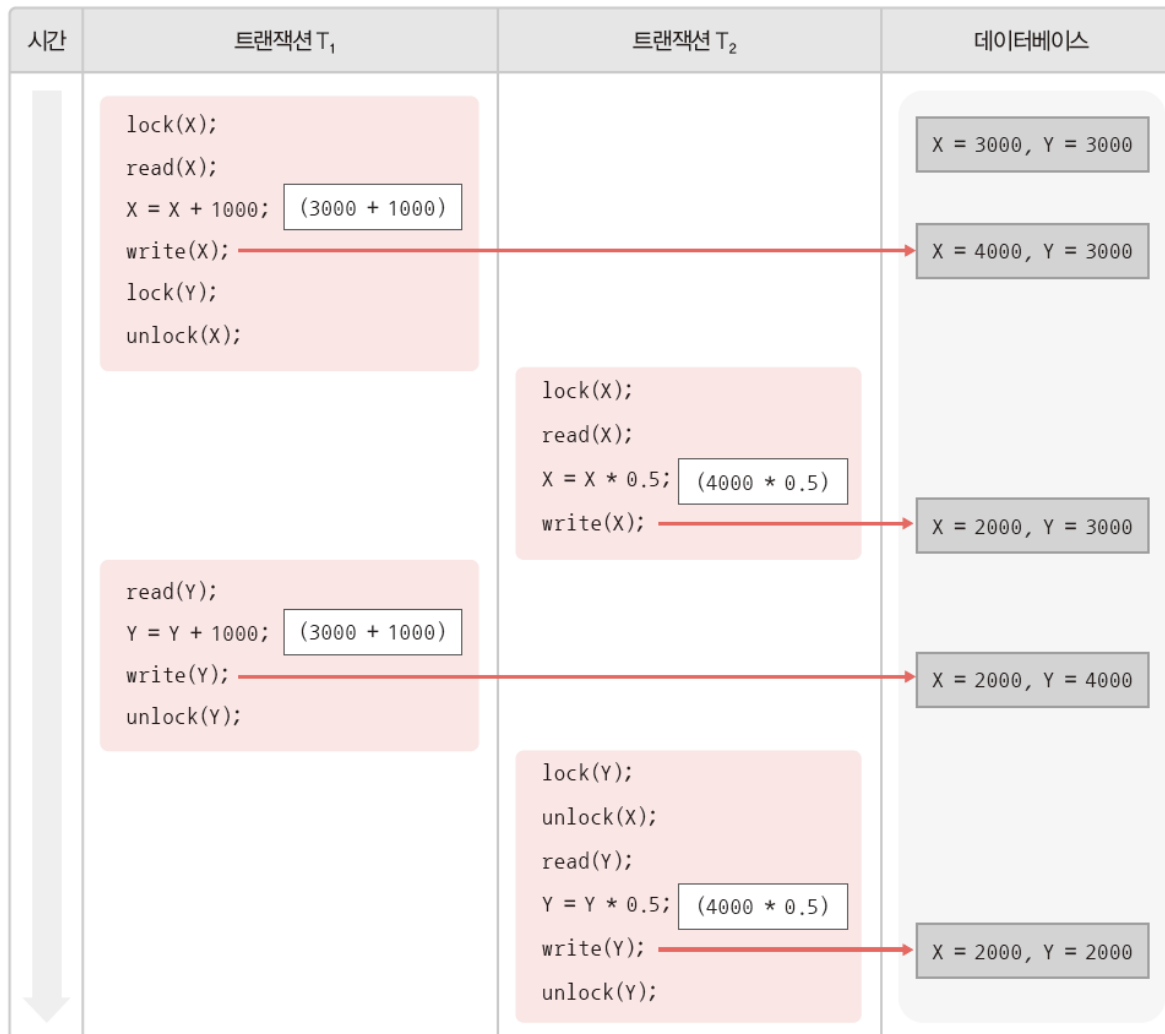 시간 트랜잭션 T₁ 트랜잭션 T₂ 데이터베이스
lock(X);
X = 3000, Y = 3000
read(X);
X = X + 1000; (3000 + 1000)
write(X); X = 4000, Y = 3000
lock(Y);
unlock(X);
lock(X);
read(X);
X = X * 0.5; (4000 * 0.5)
write(X); X = 2000, Y = 3000
read(Y);
Y = Y + 1000; (3000 + 1000)
write(Y); X = 2000, Y = 4000
unlock(Y);
lock(Y);
unlock(X);
read(Y);
Y = Y * 0.5; (4000 * 0.5)
write(Y); X = 2000, Y = 2000
unlock(Y);